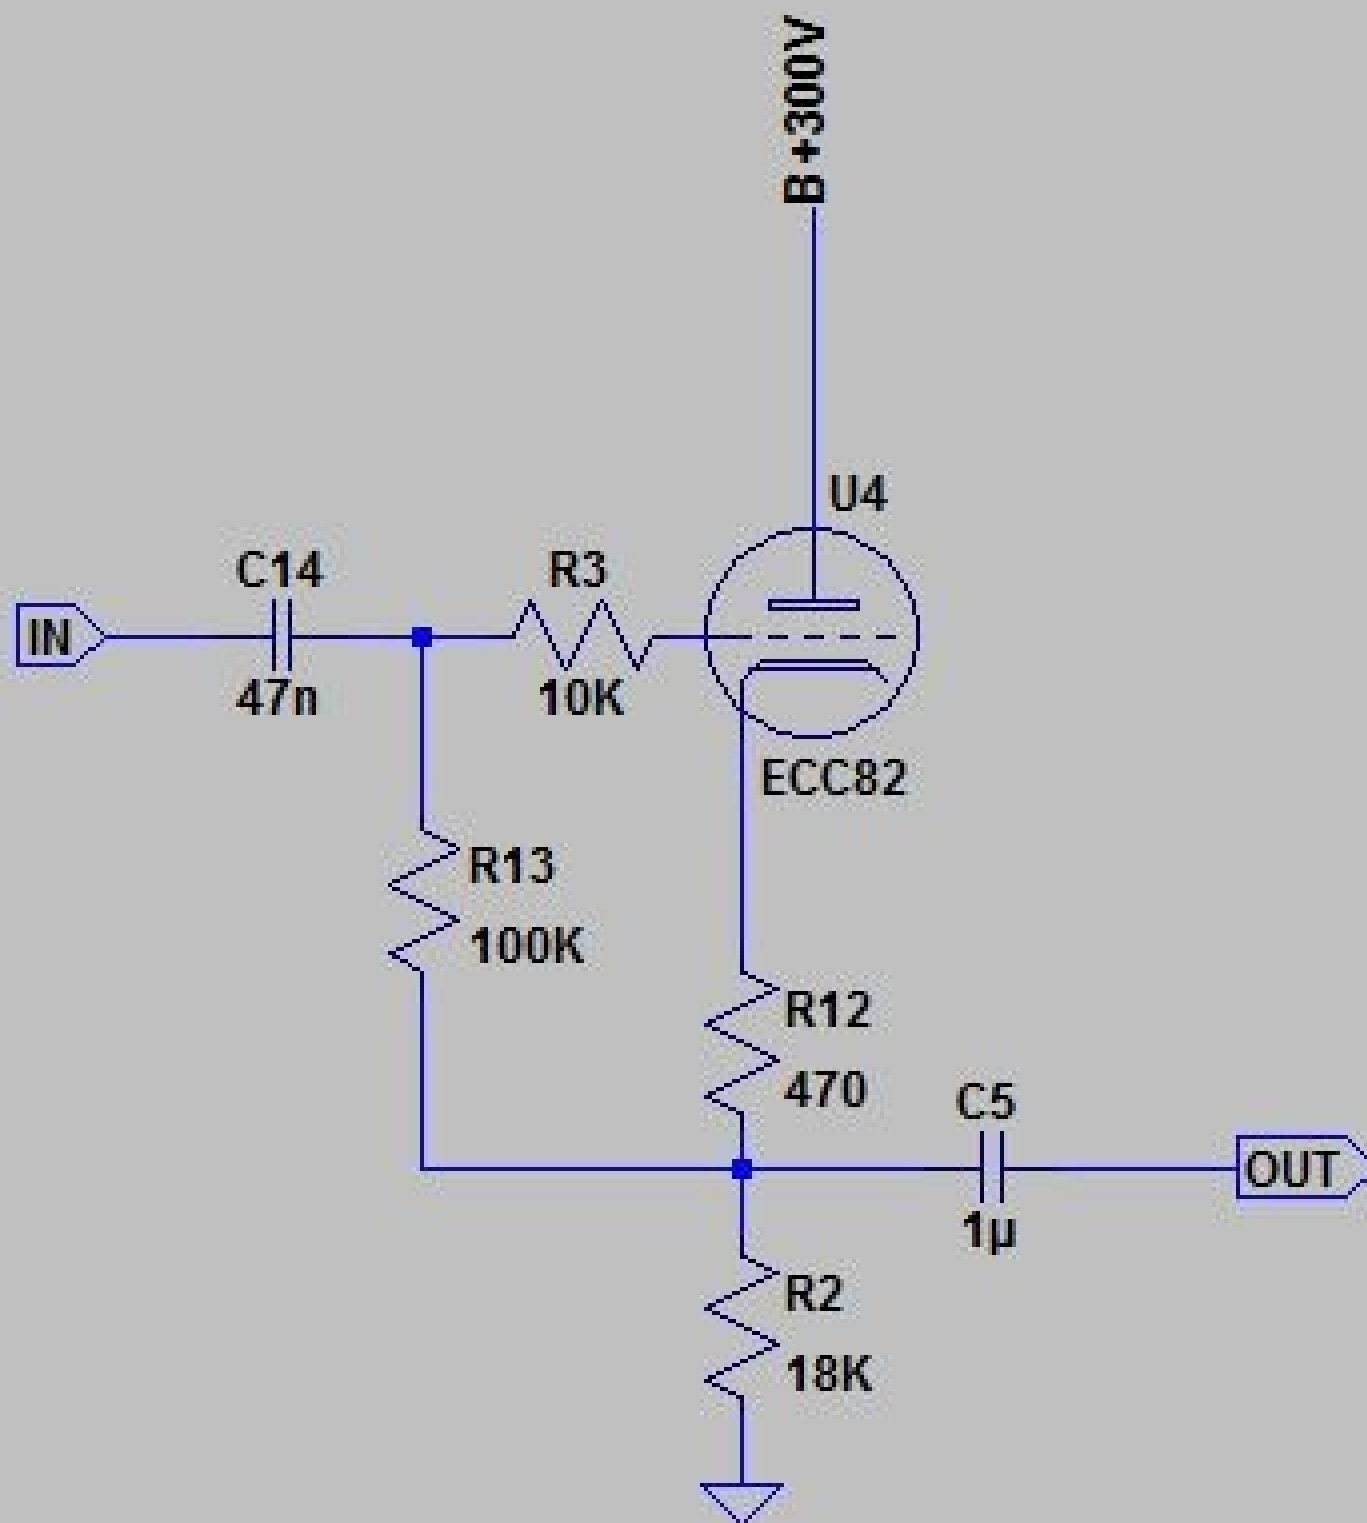 B +300V
U4
C14
R3
IN
47n
10K
ECC82
R13
100K
R12
470
C5
OUT
1µ
R2
18K